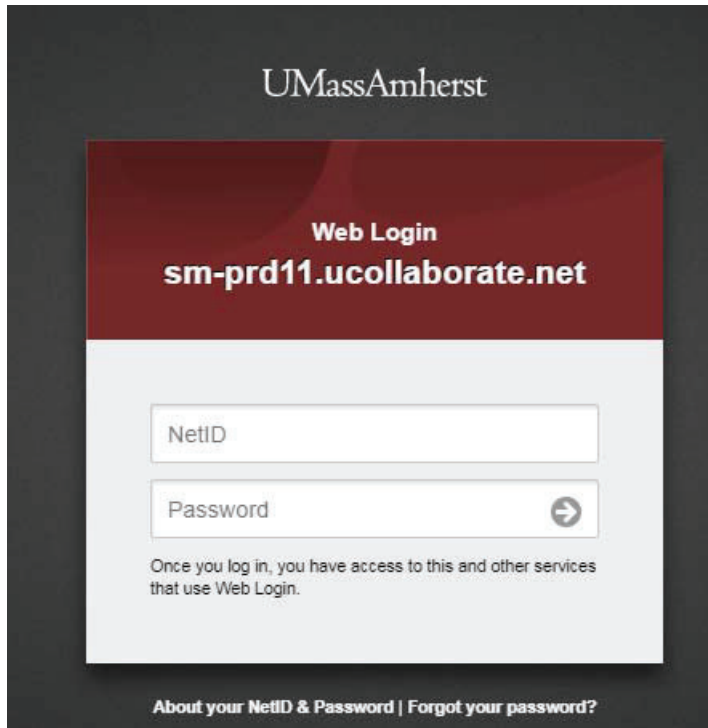 UMassAmherst
Web Login
sm-prd11.ucollaborate.net
NetID
Password
Once you log in, you have access to this and other services
that use Web Login.
About your NetID & Password | Forgot your password?